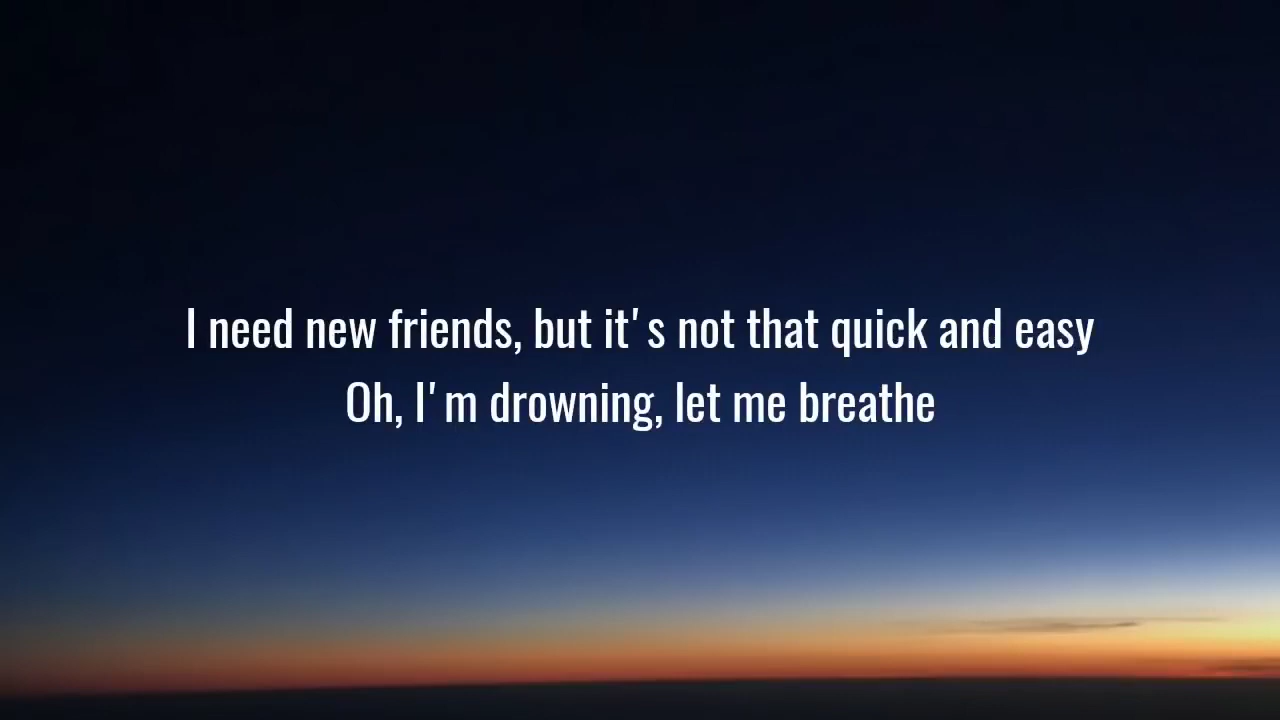 I need new friends, but it's not that quick and easy
Oh, I'm drowning, let me breathe